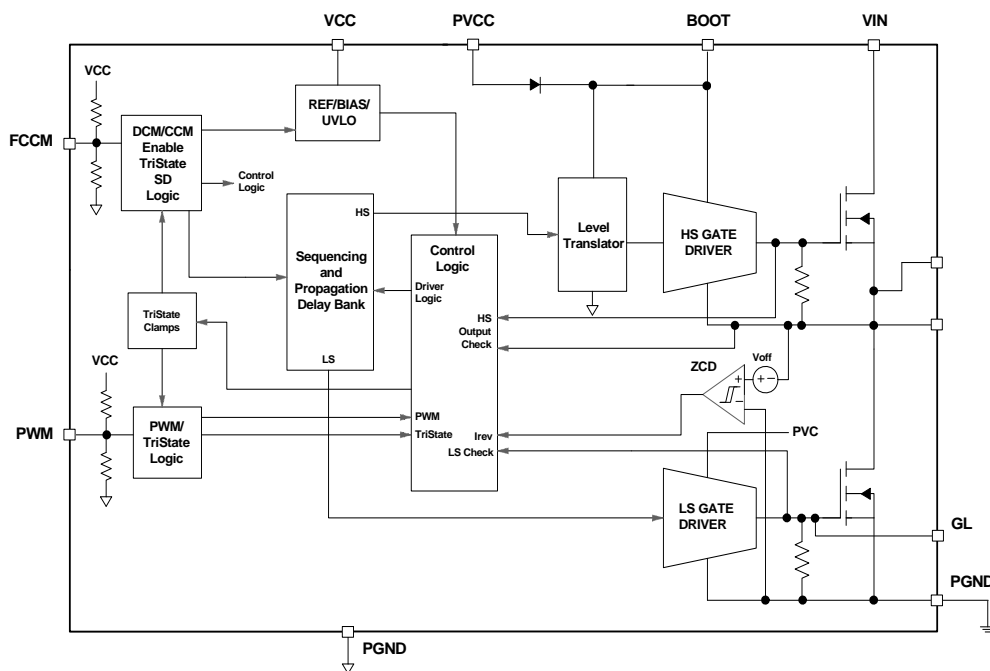 VCC
PVCC
BOOT
VIN
VCC
REF/BIAS/
UVLO
FCCM
DCM/CCM
Enable
TriState
SD
Logic
Control
Logic
HS
Level
Translator
HS GATE
DRIVER
Sequencing
and
Propagation
Delay Bank
LS
Control
Logic
Driver
Logic
HS
Output
Check
TriState
Clamps
VCC
ZCD
Voff
+
−
+ −
PWM
PWM/
TriState
Logic
PWM
TriState
Irev
LS Check
PVC
LS GATE
DRIVER
GL
PGND
PGND